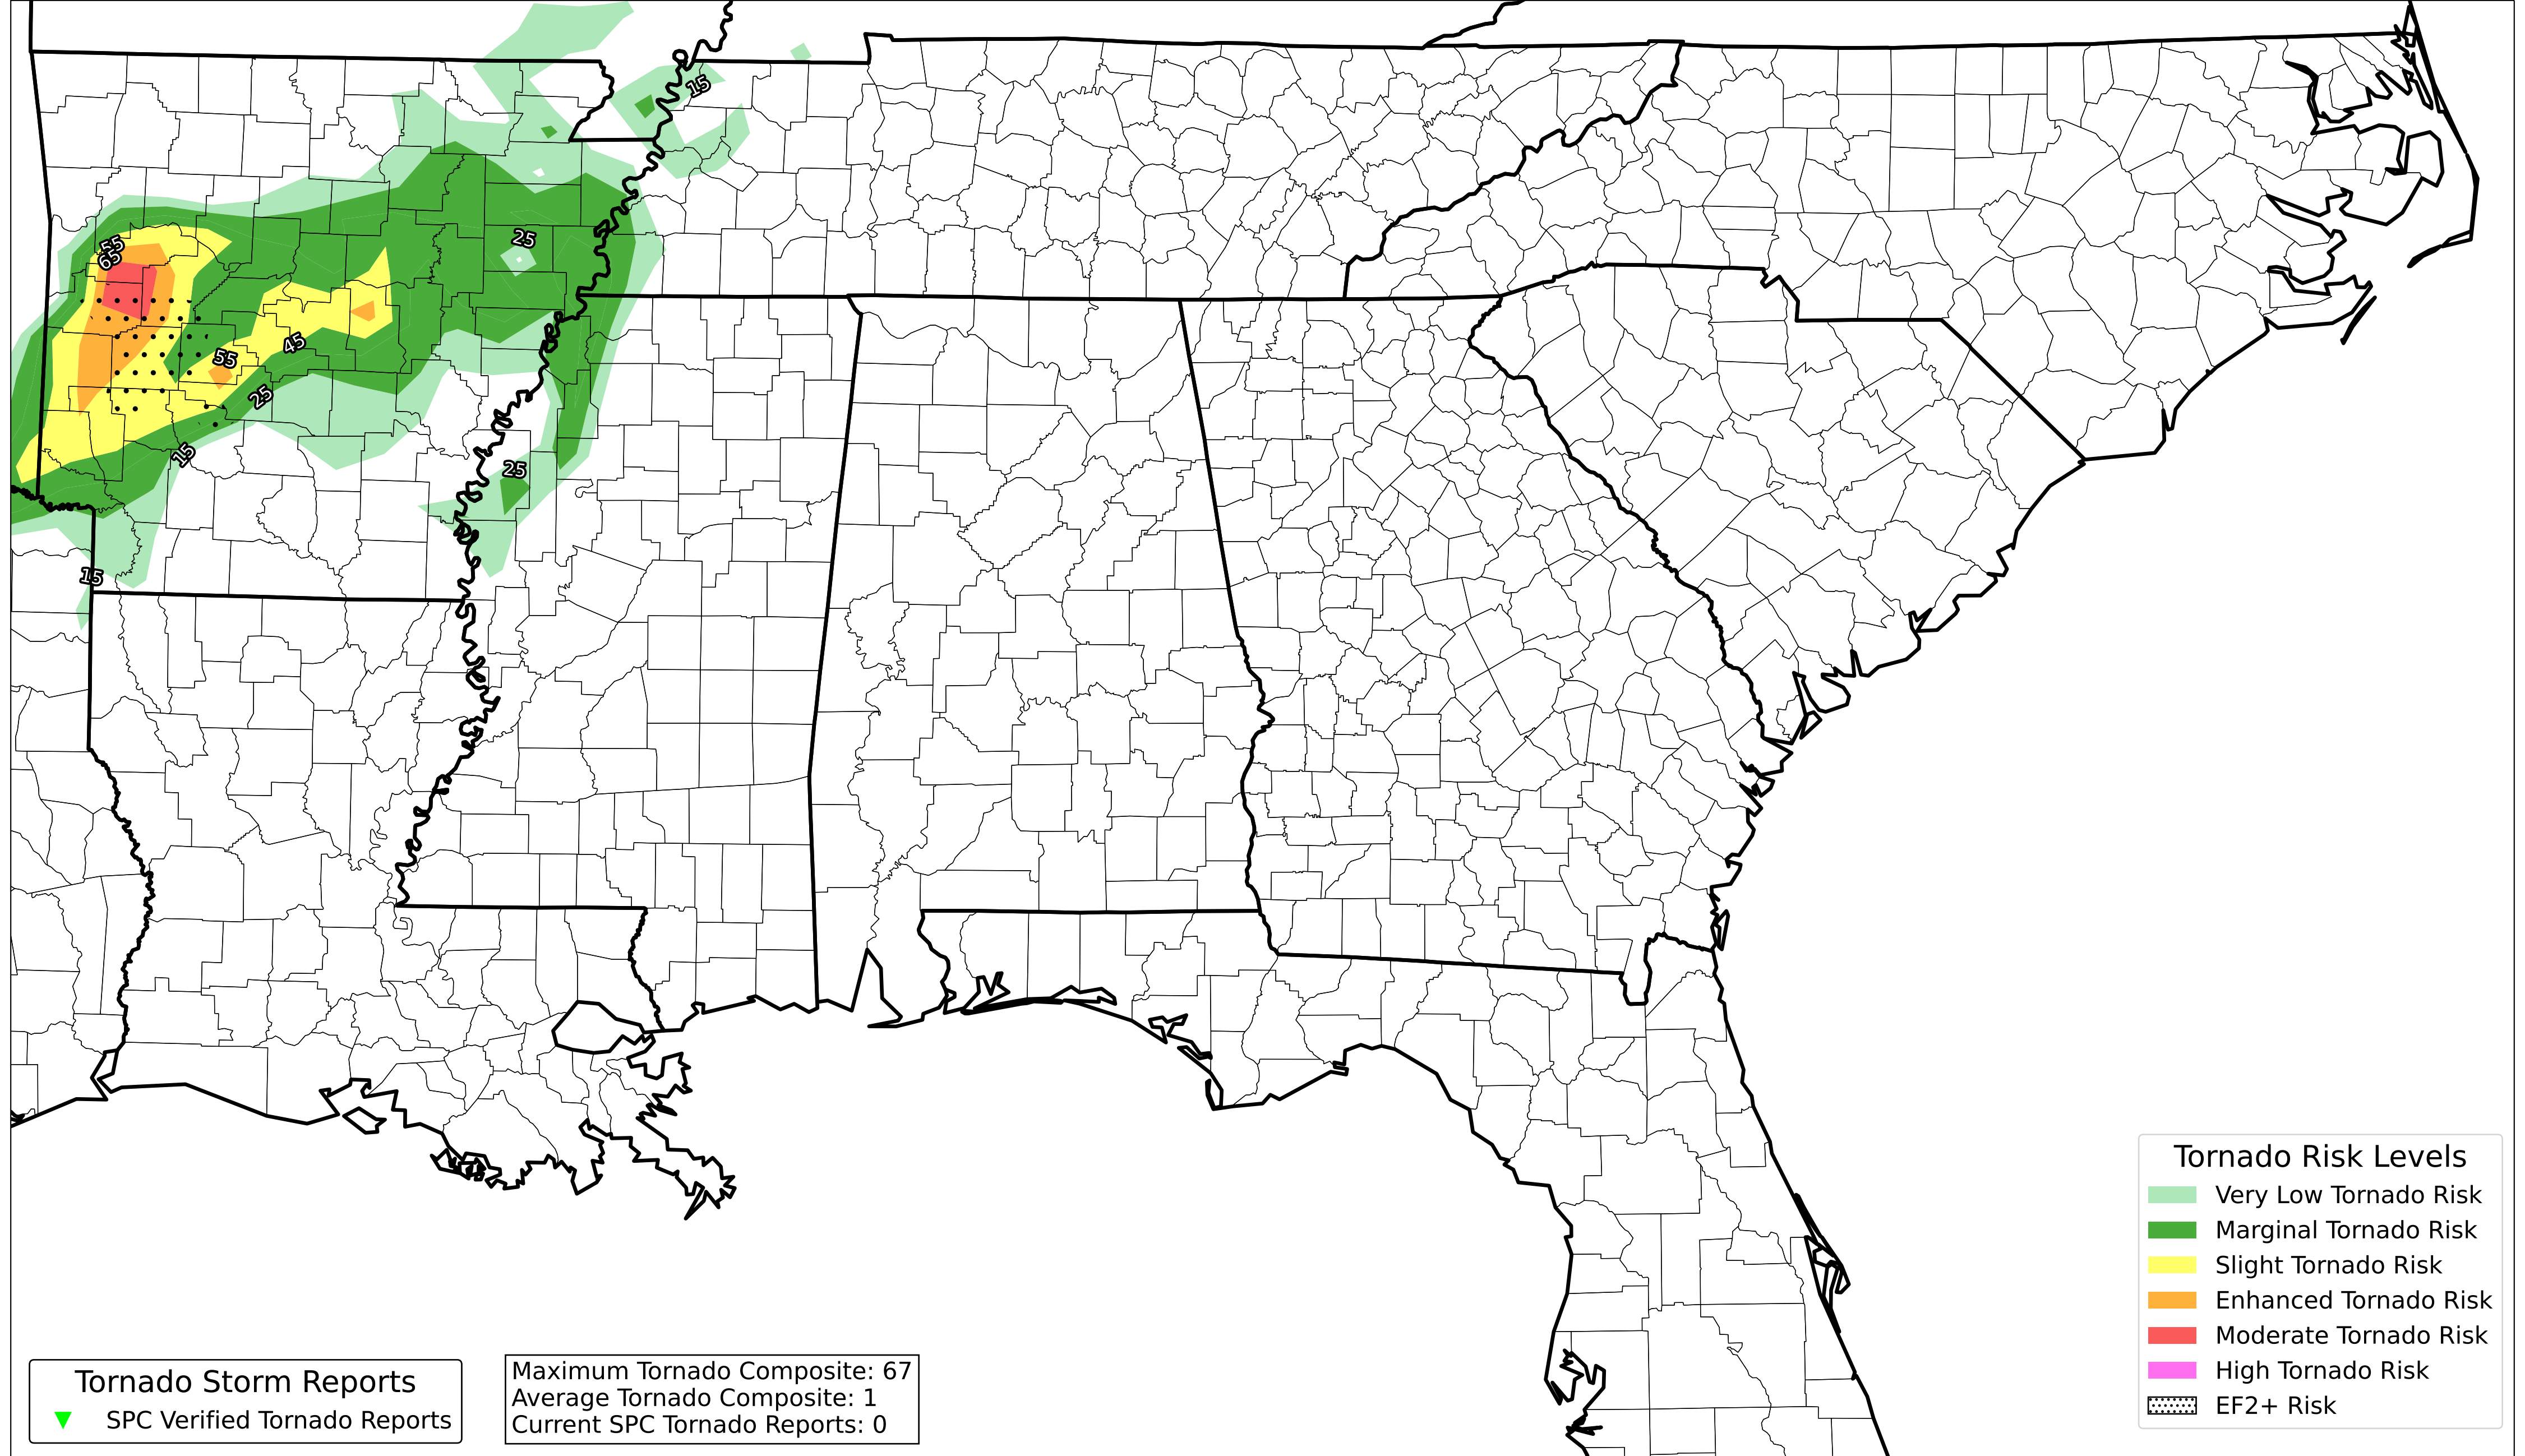 15
25
55
65
45
55
25
15
25
15
Tornado Risk Levels
Very Low Tornado Risk
Marginal Tornado Risk
Slight Tornado Risk
Enhanced Tornado Risk
Moderate Tornado Risk
High Tornado Risk
EF2+ Risk
Tornado Storm Reports
SPC Verified Tornado Reports
Maximum Tornado Composite: 67
Average Tornado Composite: 1
Current SPC Tornado Reports: 0